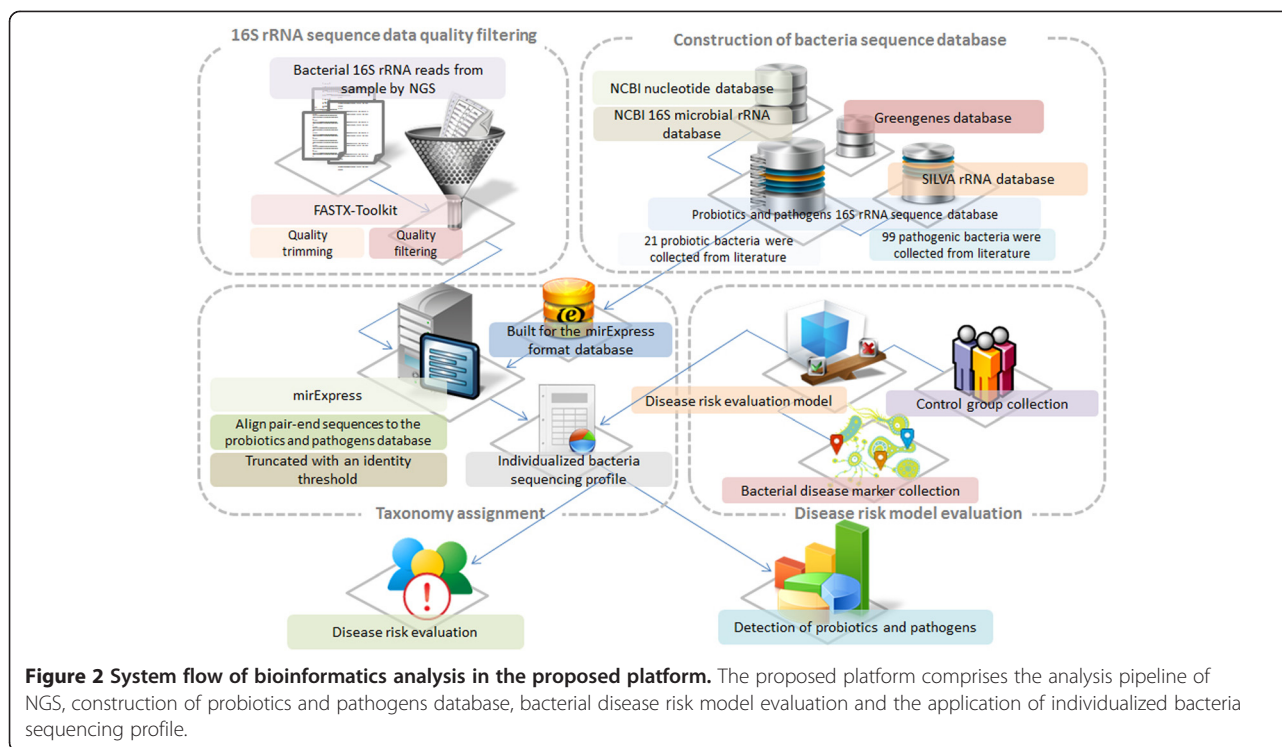 16S rRNA sequence data quality filtering
Bacterial 16S rRNA reads from
sample by NGS
FASTX-Toolkit
Quality
trimming
Quality
filtering
Construction of bacteria sequence database
NCBI nucleotide database
NCBI 16S microbial rRNA
database
Greengenes database
SILVA rRNA database
Probiotics and pathogens 16S rRNA sequence database
21 probiotic bacteria were
collected from literature
99 pathogenic bacteria were
collected from literature
Built for the mirExpress
format database
mirExpress
Align pair-end sequences to the
probiotics and pathogens database
Truncated with an identity
threshold
Individualized bacteria
sequencing profile
Taxonomy assignment
Disease risk evaluation model
Control group collection
Bacterial disease marker collection
Disease risk model evaluation
Disease risk evaluation
Detection of probiotics and pathogens
Figure 2 System flow of bioinformatics analysis in the proposed platform. The proposed platform comprises the analysis pipeline of
NGS, construction of probiotics and pathogens database, bacterial disease risk model evaluation and the application of individualized bacteria
sequencing profile.